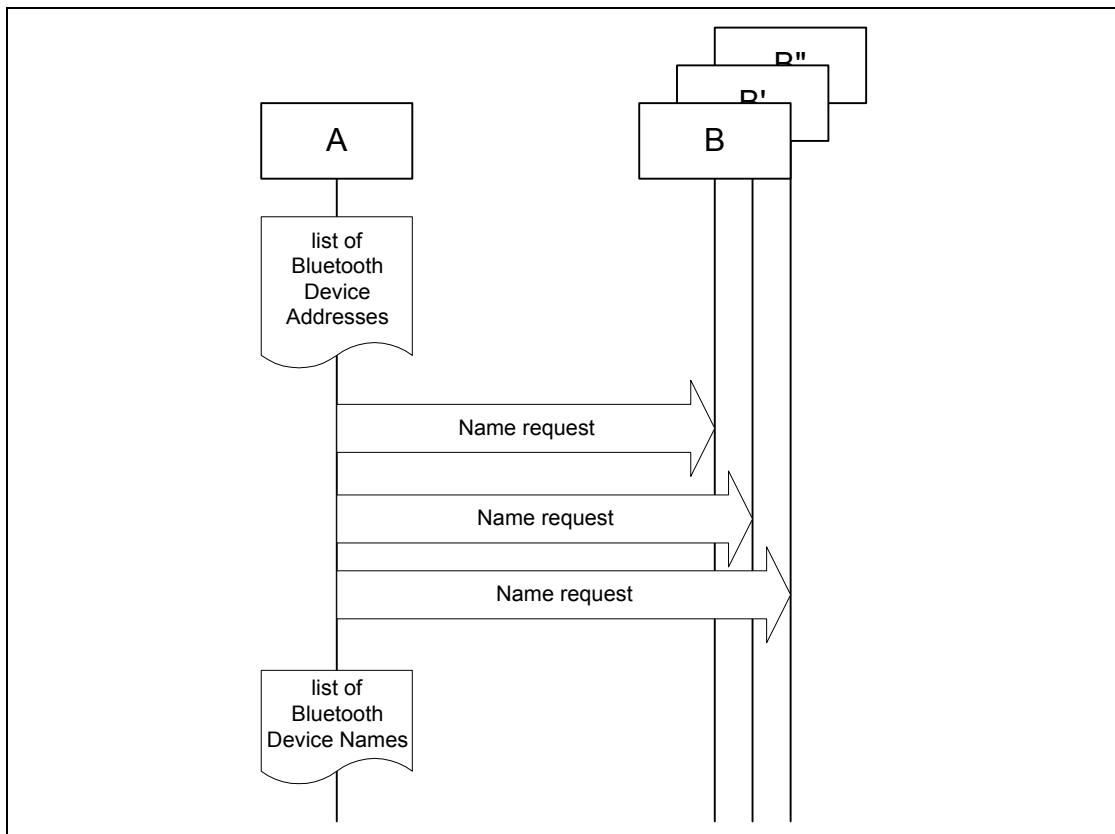 B"
B'
A
B
list of
Bluetooth
Device
Addresses
Name request
Name request
Name request
list of
Bluetooth
Device Names